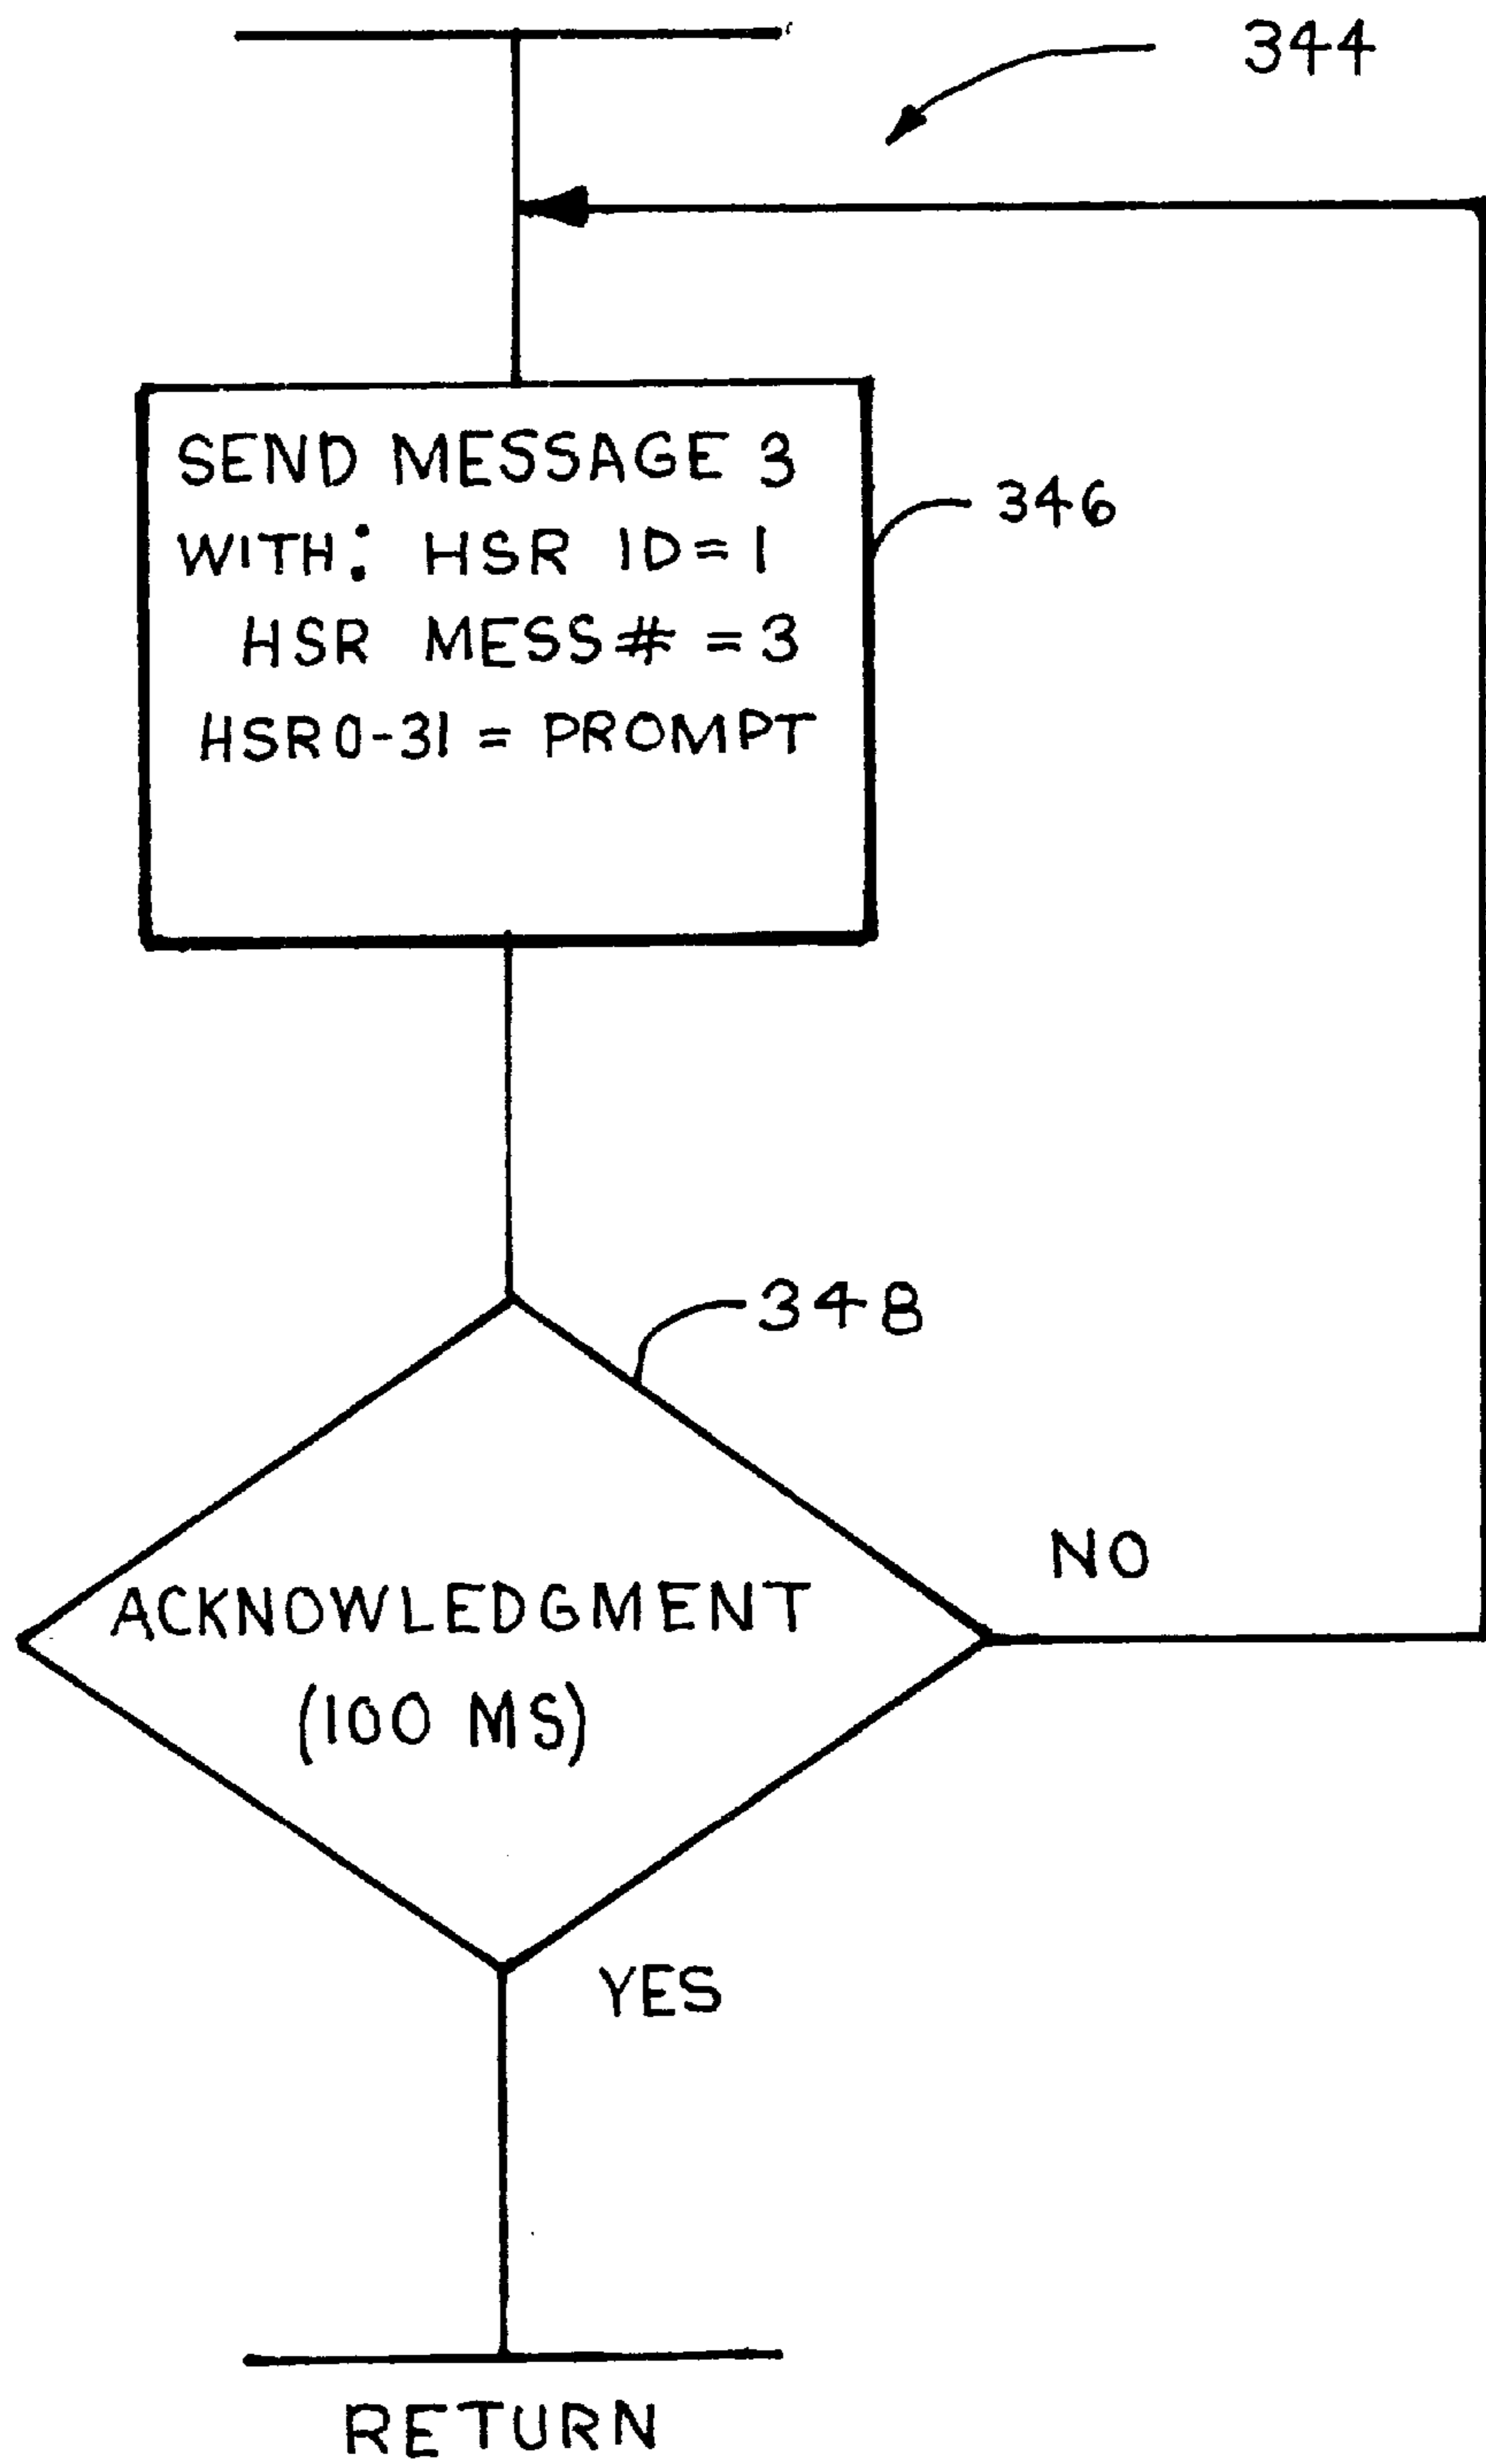 344
SEND MESSAGE 3
WITH: HSR ID=1
HSR MESS# =3
HSR0-31 = PROMPT
346
348
ACKNOWLEDGMENT
(100 MS)
NO
YES
RETURN